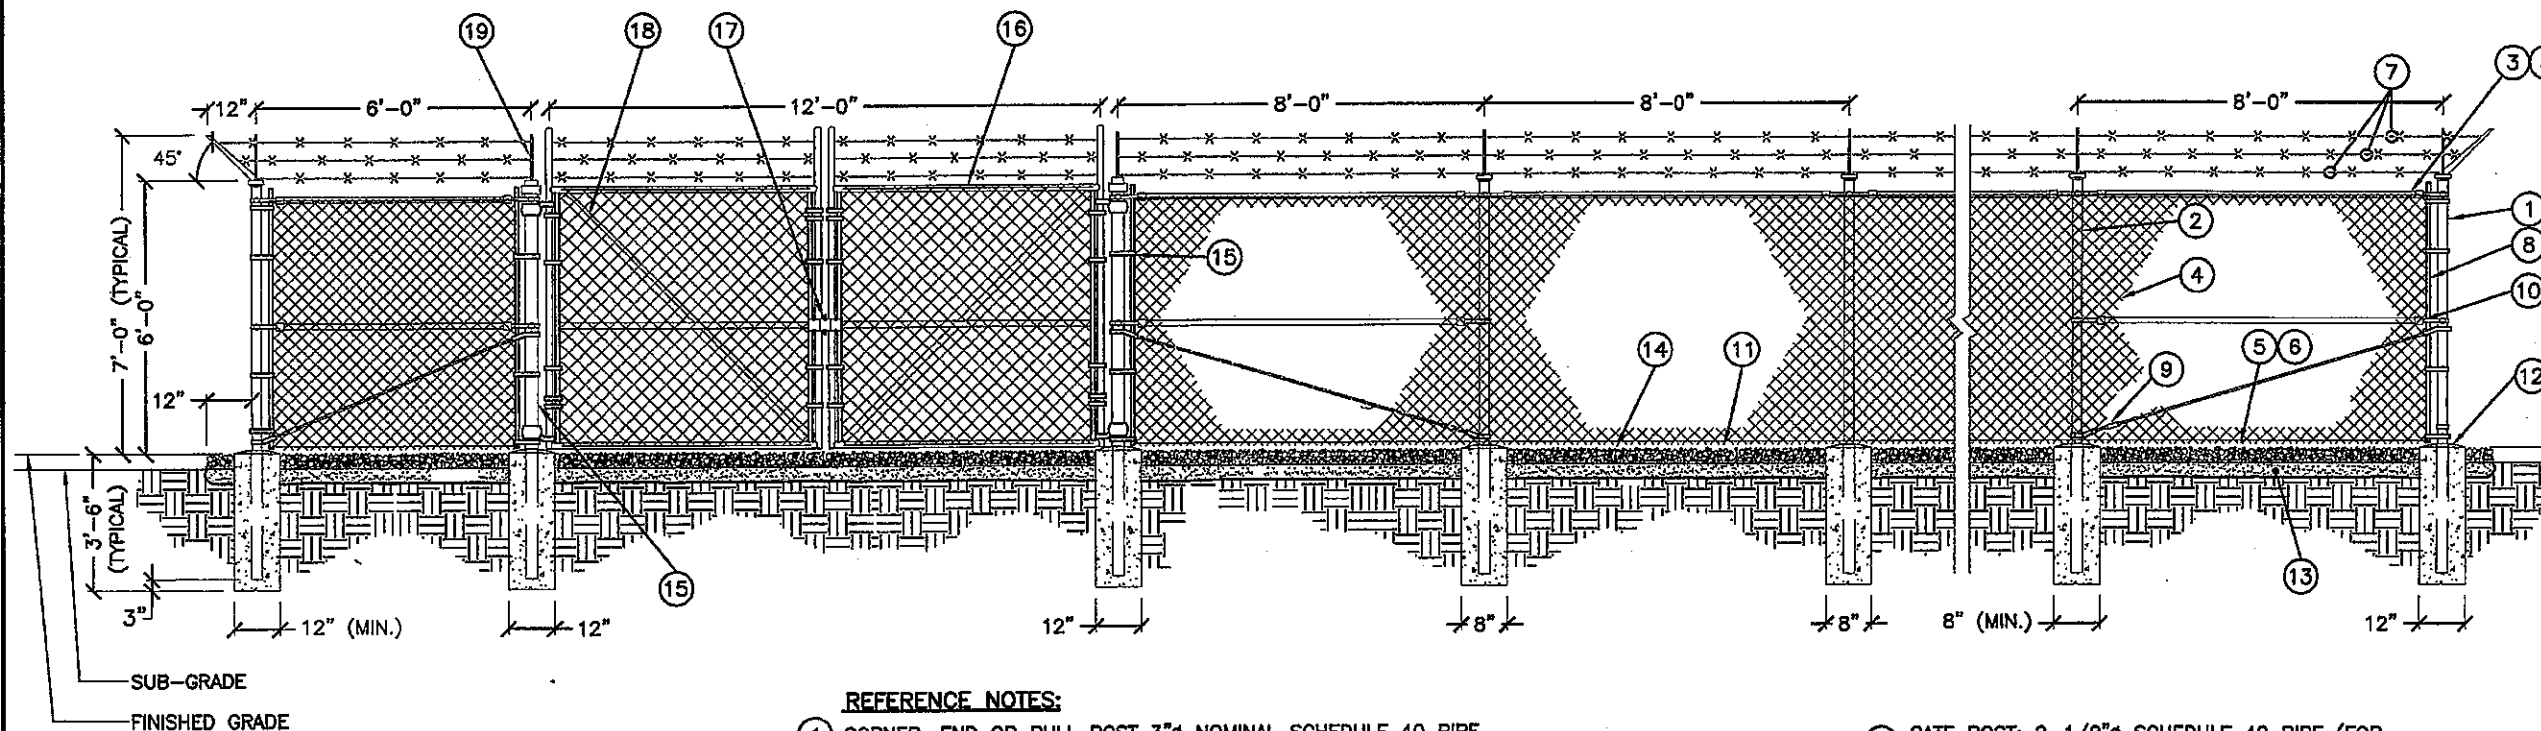 19 18 17 16 7 3
12" 6'-0" 12'-0" 8'-0" 8'-0" 8'-0"
45°
7'-0" (TYPICAL)
6'-0"
15 2 1
4 8
10
14 11 5 6
9 12
12"
3'-6" (TYPICAL)
3"
15 13
12" (MIN.) 12" 12" 8" 8" 8" (MIN.) 12"
SUB-GRADE
FINISHED GRADE
REFERENCE NOTES: